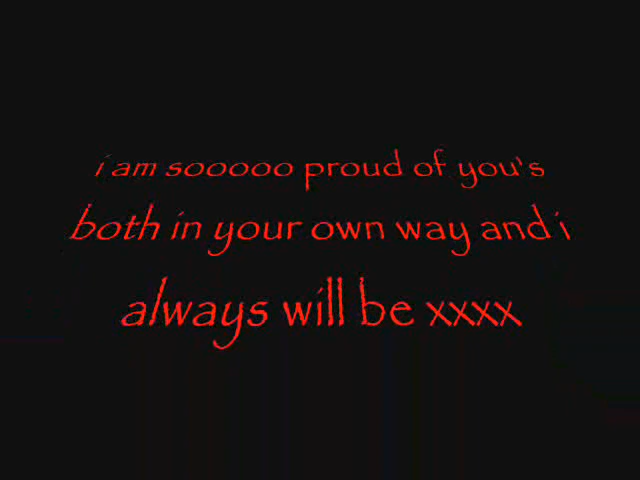 i am sooooo proud of you's
both in your own way and i
always will be xxxx